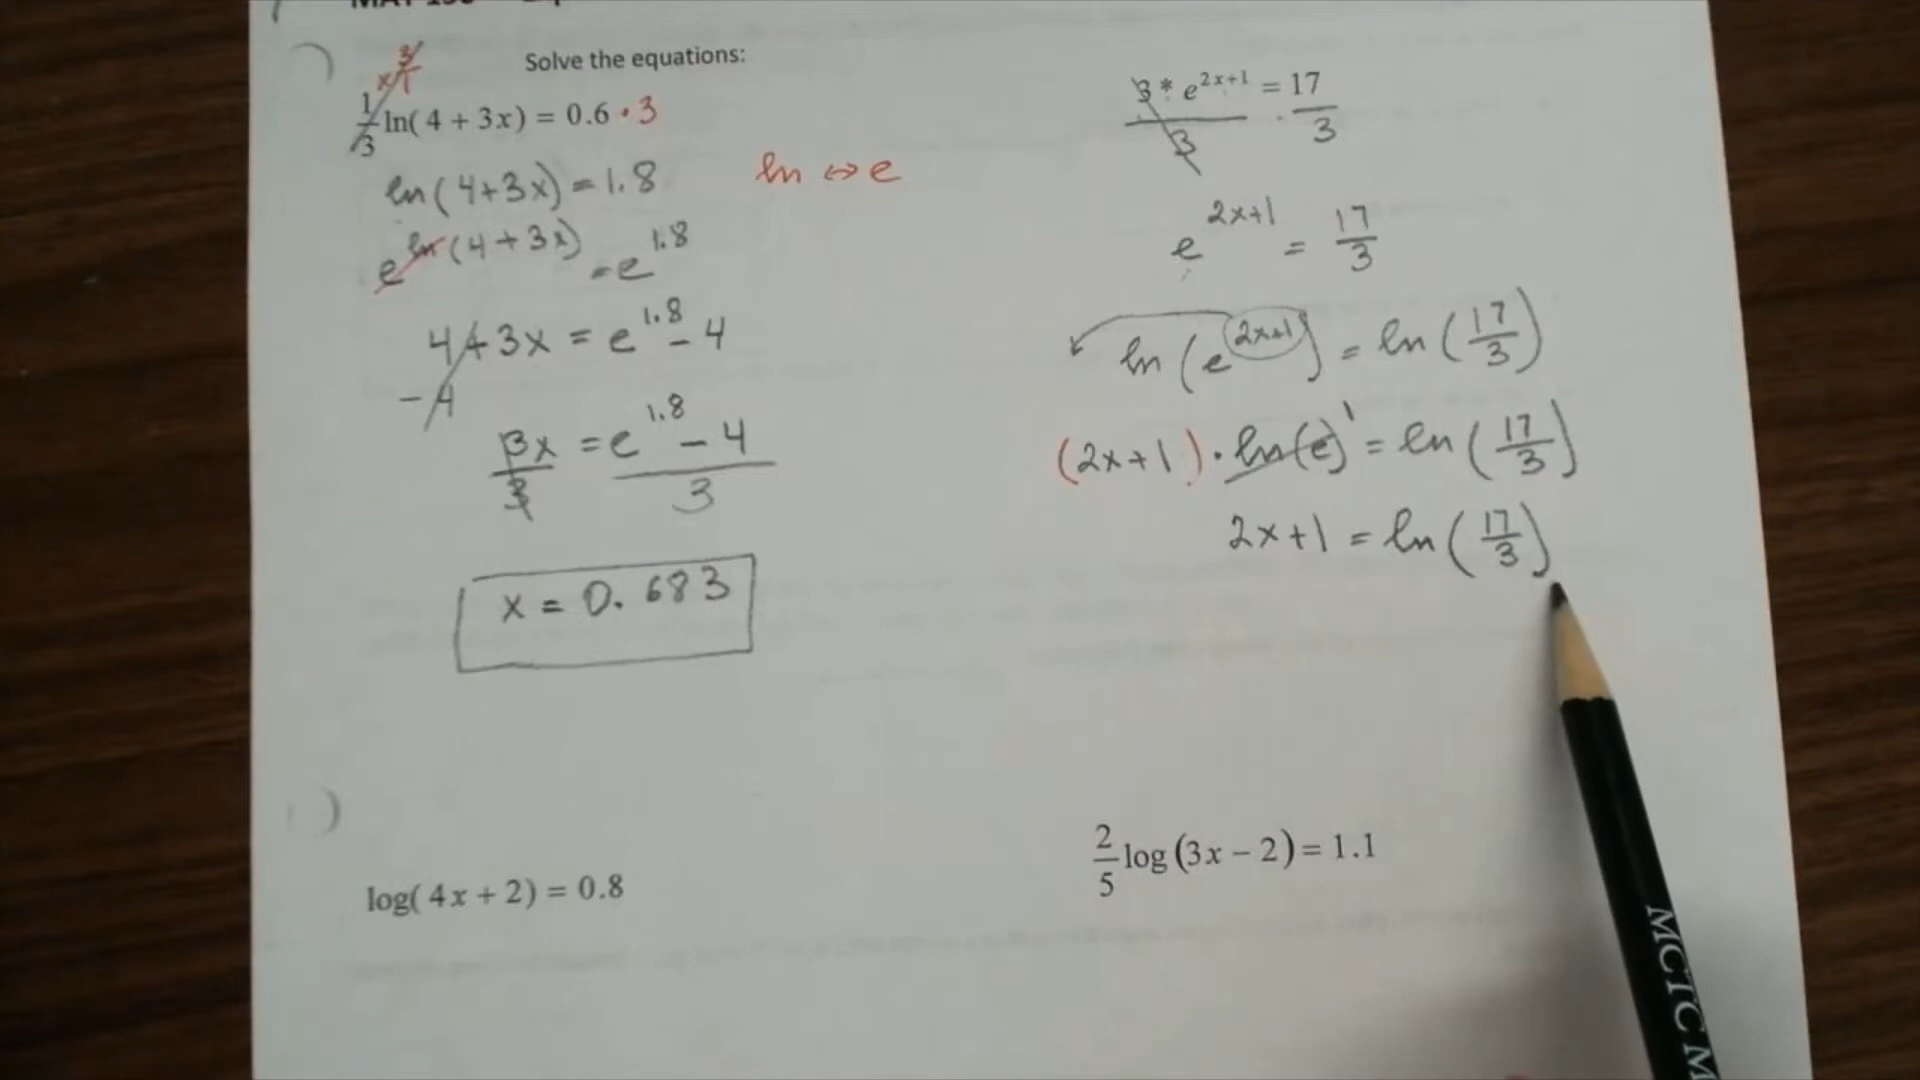 Solve the equations:
3/1
×
1/3 ln( 4 + 3x) = 0.6 · 3
ln(4+3x) = 1.8
ln ↔ e
e^ln(4+3x) = e^1.8
4+3x = e^1.8 - 4
-4
3x/3 = (e^1.8 - 4)/3
x = 0.683
3 * e^(2x+1) = 17
3 3
e^(2x+1) = 17/3
ln(e^(2x+1)) = ln(17/3)
(2x+1) · ln(e)^1 = ln(17/3)
2x+1 = ln(17/3)
log( 4x + 2) = 0.8
2/5 log (3x − 2) = 1.1
MCTC M